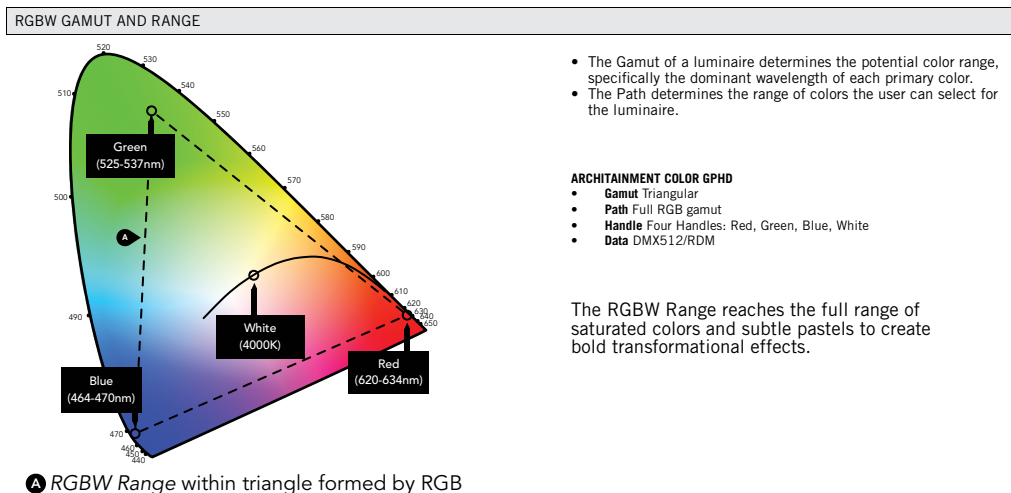 RGBW GAMUT AND RANGE
520
530
540
510
550
560
570
500
580
590
600
610
620
630
640
650
490
470
460
450
440
Green
(525-537nm)
A
White
(4000K)
Red
(620-634nm)
Blue
(464-470nm)
A RGBW Range within triangle formed by RGB
• The Gamut of a luminaire determines the potential color range,
specifically the dominant wavelength of each primary color.
• The Path determines the range of colors the user can select for
the luminaire.
ARCHITAINMENT COLOR GPHD
• Gamut Triangular
• Path Full RGB gamut
• Handle Four Handles: Red, Green, Blue, White
• Data DMX512/RDM
The RGBW Range reaches the full range of
saturated colors and subtle pastels to create
bold transformational effects.